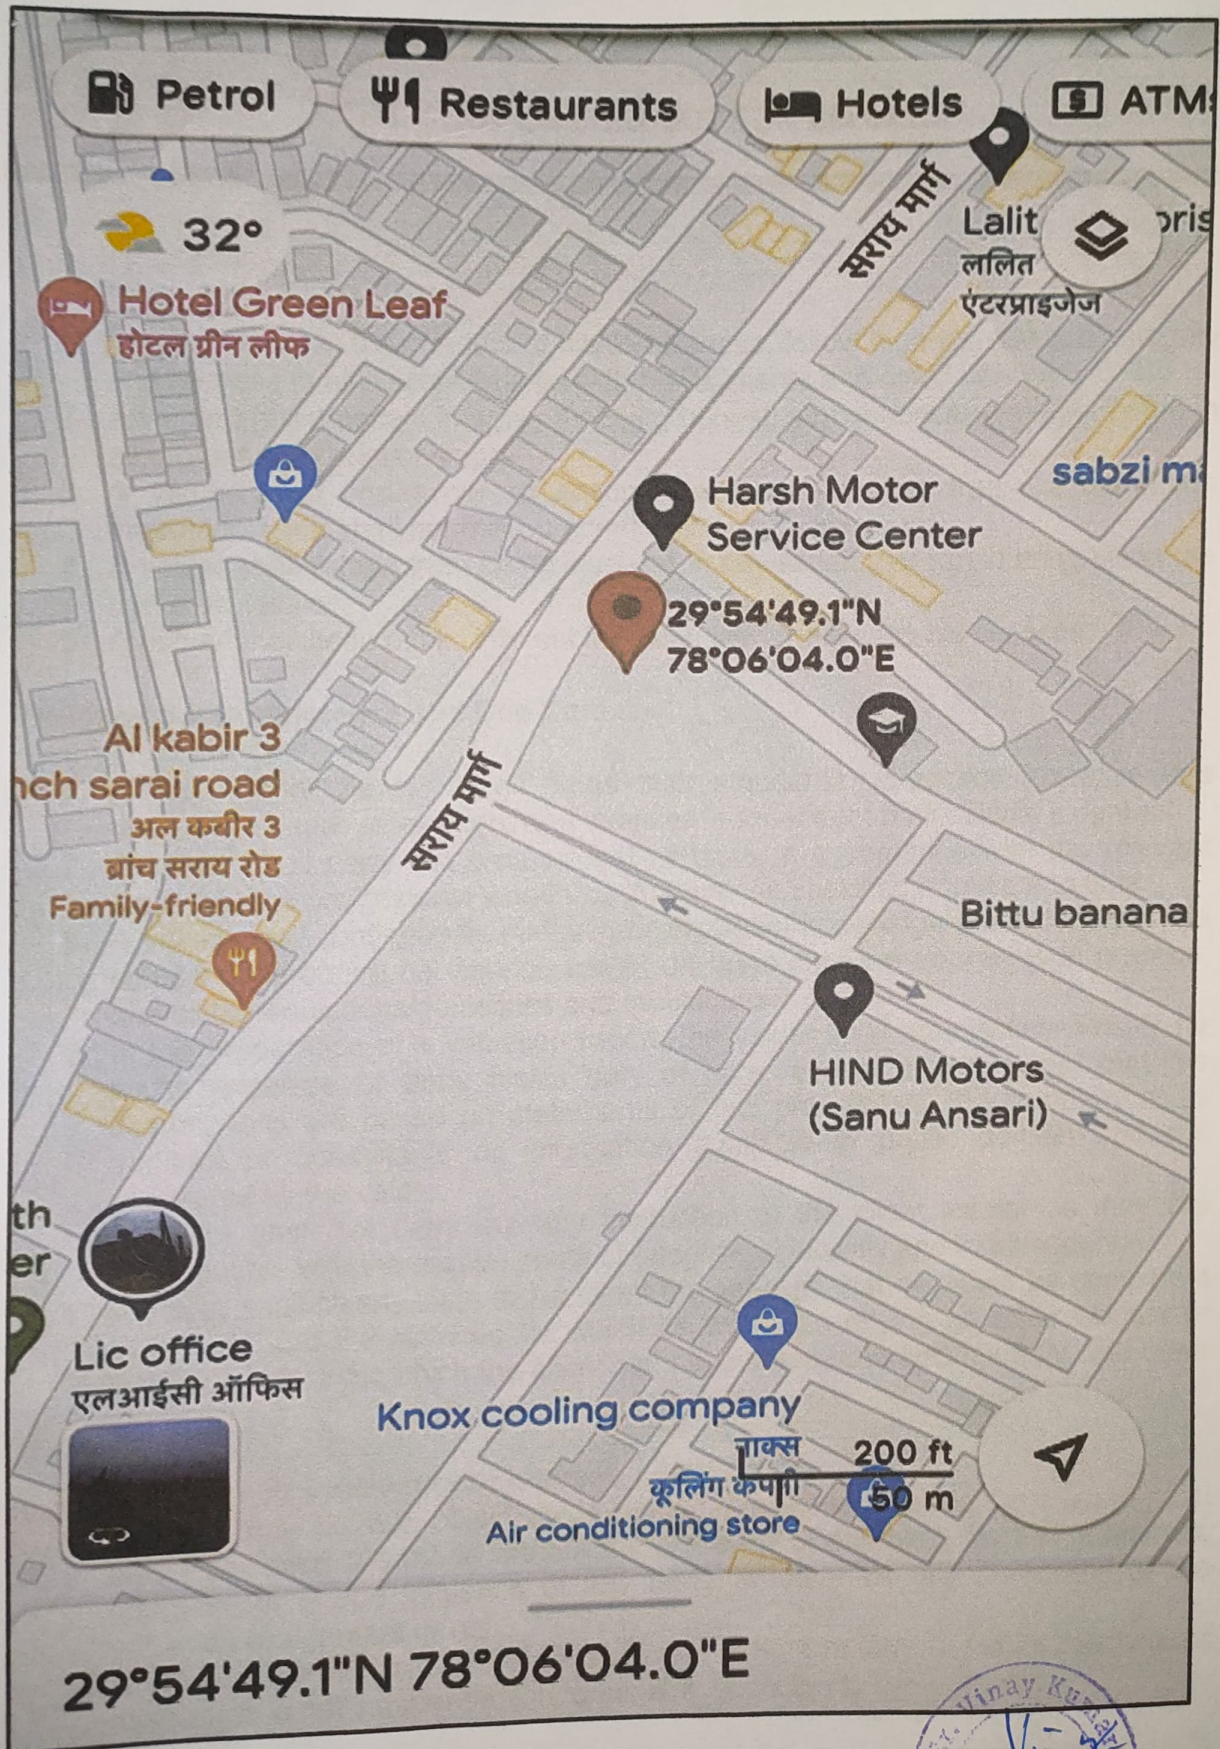 Petrol
Restaurants
Hotels
ATM
32°
सराय मार्ग
Lalit
ललित
एंटरप्राइजेज
Hotel Green Leaf
होटल ग्रीन लीफ
sabzi
Harsh Motor
Service Center
29°54'49.1"N
78°06'04.0"E
Al kabir 3
nch sarai road
अल कबीर 3
ब्रांच सराय रोड
Family-friendly
सराय मार्ग
Bittu banana
HIND Motors
(Sanu Ansari)
th
er
Lic office
एलआईसी ऑफिस
Knox cooling company
कूलिंग
Air conditioning store
200 ft
50 m
29°54'49.1"N 78°06'04.0"E
Vinay